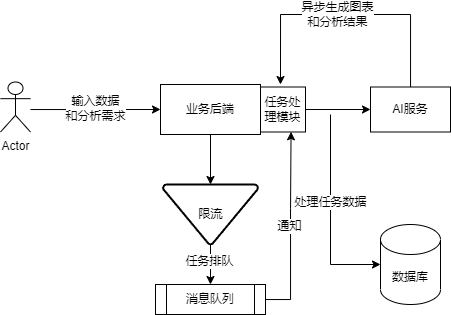 异步生成图表
和分析结果
输入数据
和分析需求
业务后端
任务处
理模块
AI服务
Actor
限流
处理任务数据
通知
任务排队
消息队列
数据库